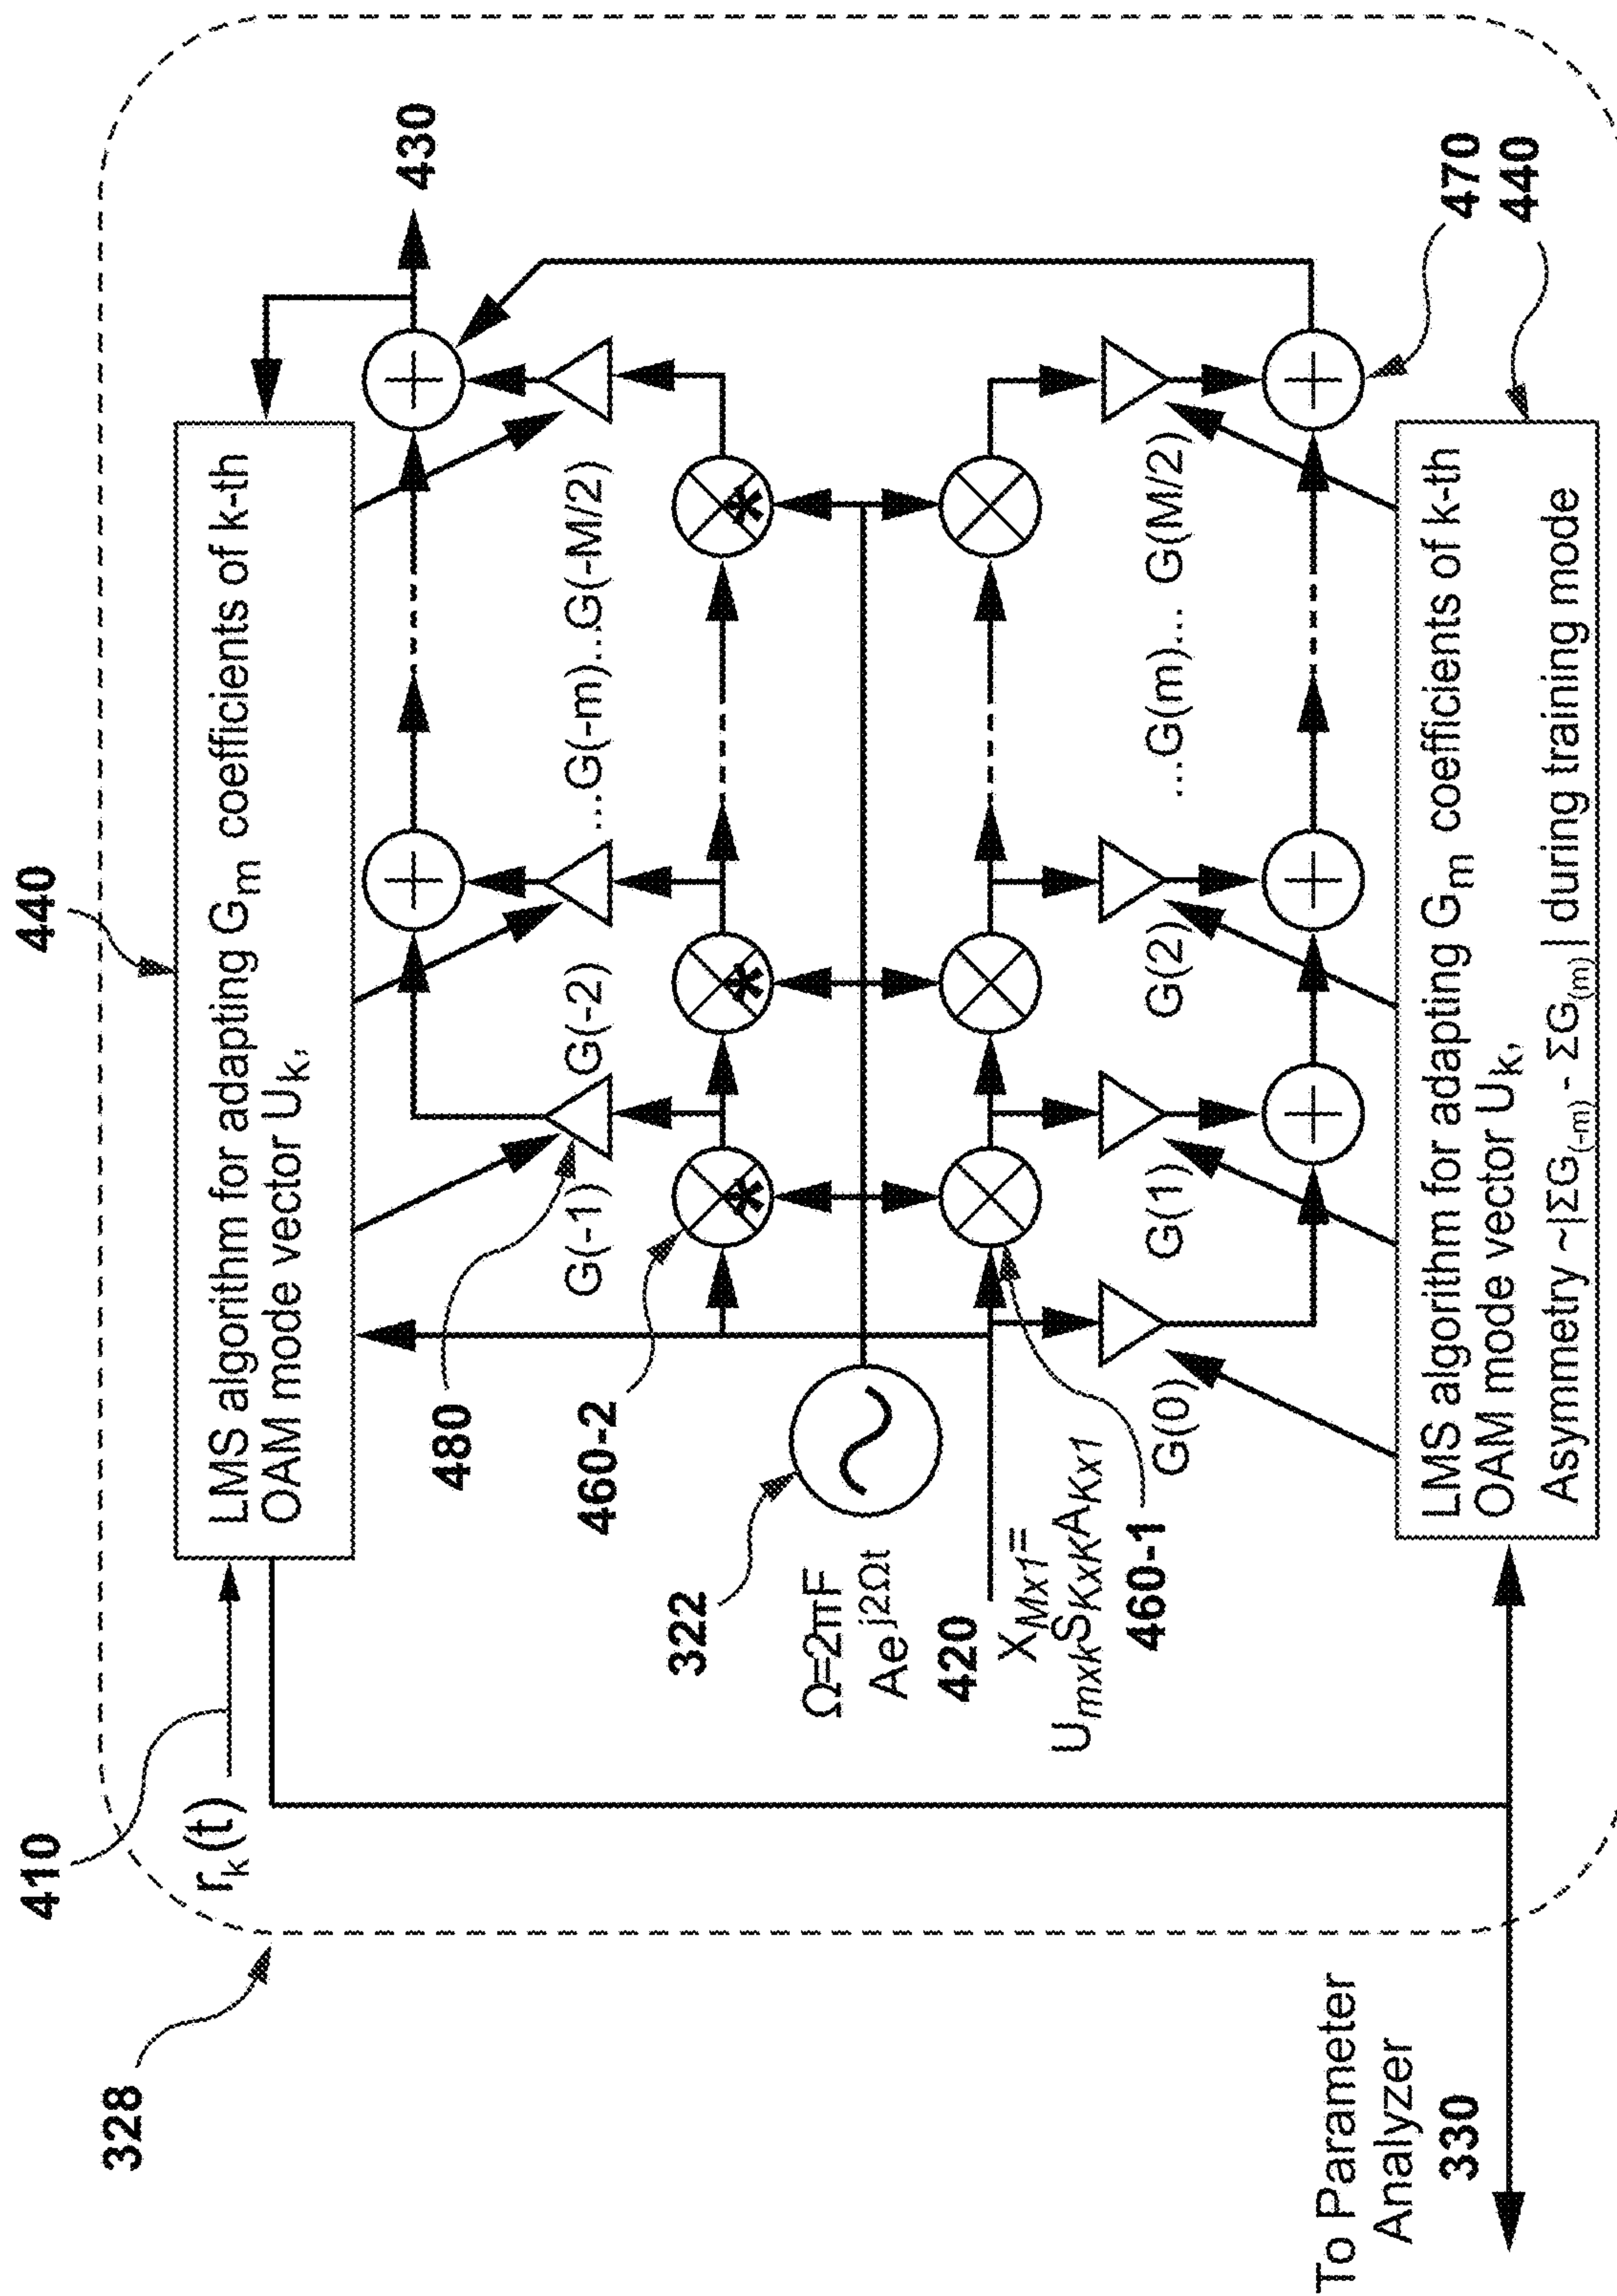 328
410
440
r_k(t)
LMS algorithm for adapting G_m coefficients of k-th
OAM mode vector U_k,
430
480
G(-1)
G(-2)
...G(-m)...G(-M/2)
460-2
322
Ω=2πF
Ae^{j2Ωt}
420
X_{Mx1}=
U_{mxk}S_{KxK}A_{Kx1}
460-1
G(0)
G(1)
G(2)
...G(m)... G(M/2)
470
440
LMS algorithm for adapting G_m coefficients of k-th
OAM mode vector U_k,
Asymmetry ~|ΣG_{(-m)} - ΣG_{(m)}| during training mode
To Parameter
Analyzer
330